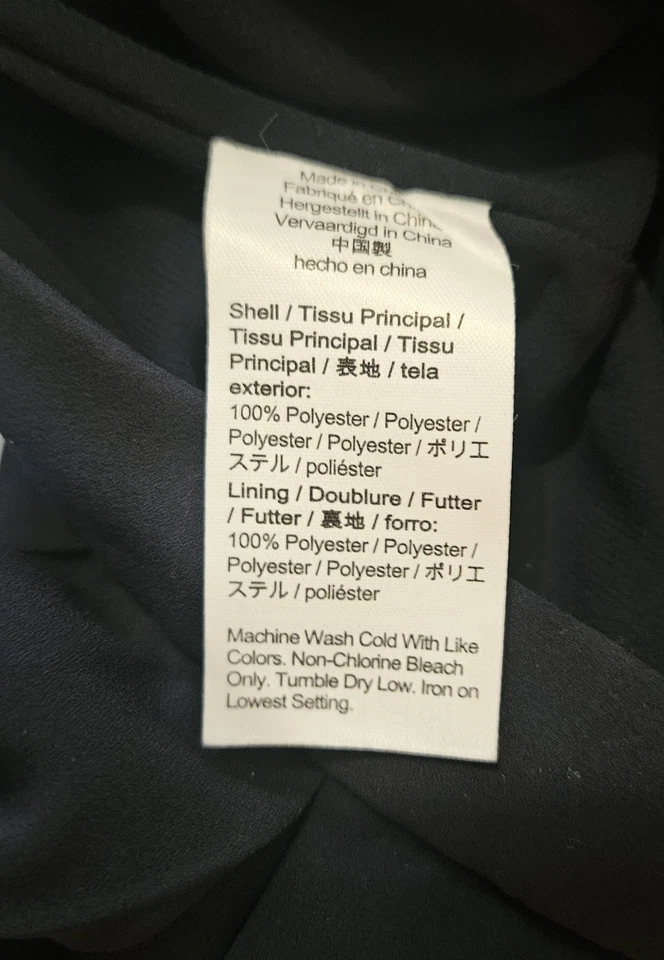 Made in
Fabriqué en
Hergestellt in China
Vervaardigd in China
中国製
hecho en china
Shell / Tissu Principal /
Tissu Principal / Tissu
Principal / 表地 / tela
exterior:
100% Polyester / Polyester /
Polyester / Polyester / ポリエ
ステル / poliéster
Lining / Doublure / Futter
/ Futter / 裏地 / forro:
100% Polyester / Polyester /
Polyester / Polyester / ポリエ
ステル / poliéster
Machine Wash Cold With Like
Colors. Non-Chlorine Bleach
Only. Tumble Dry Low. Iron on
Lowest Setting.